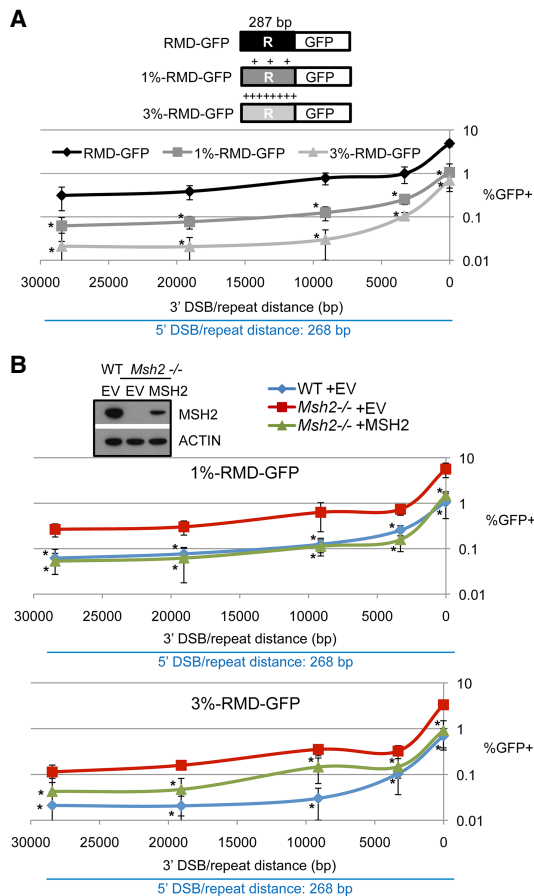 A
287 bp
RMD-GFP R GFP
+ + +
1%-RMD-GFP R GFP
+++++++++
3%-RMD-GFP R GFP
RMD-GFP 1%-RMD-GFP 3%-RMD-GFP
10
1
0.1
0.01
%GFP+
* * * * *
* * * * *
30000 25000 20000 15000 10000 5000 0
3' DSB/repeat distance (bp)
5' DSB/repeat distance: 268 bp
B
WT Msh2 -/-
EV EV MSH2
MSH2
ACTIN
WT +EV
Msh2-/- +EV
Msh2-/- +MSH2
1%-RMD-GFP
10
1
0.1
0.01
%GFP+
* * * * *
* * * * *
30000 25000 20000 15000 10000 5000 0
3' DSB/repeat distance (bp)
5' DSB/repeat distance: 268 bp
3%-RMD-GFP
10
1
0.1
0.01
%GFP+
* * * * *
* * * * *
30000 25000 20000 15000 10000 5000 0
3' DSB/repeat distance (bp)
5' DSB/repeat distance: 268 bp